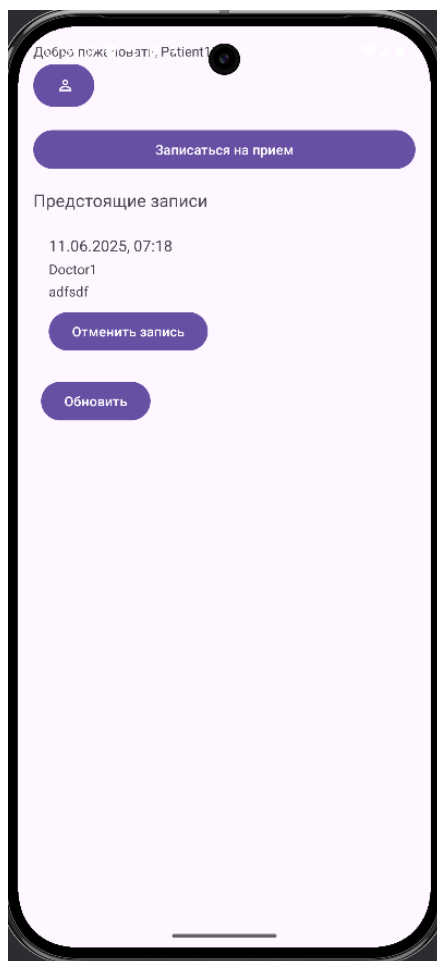 Добро пожаловать, Patient1
Записаться на прием
Предстоящие записи
11.06.2025, 07:18
Doctor1
adfsdf
Отменить запись
Обновить